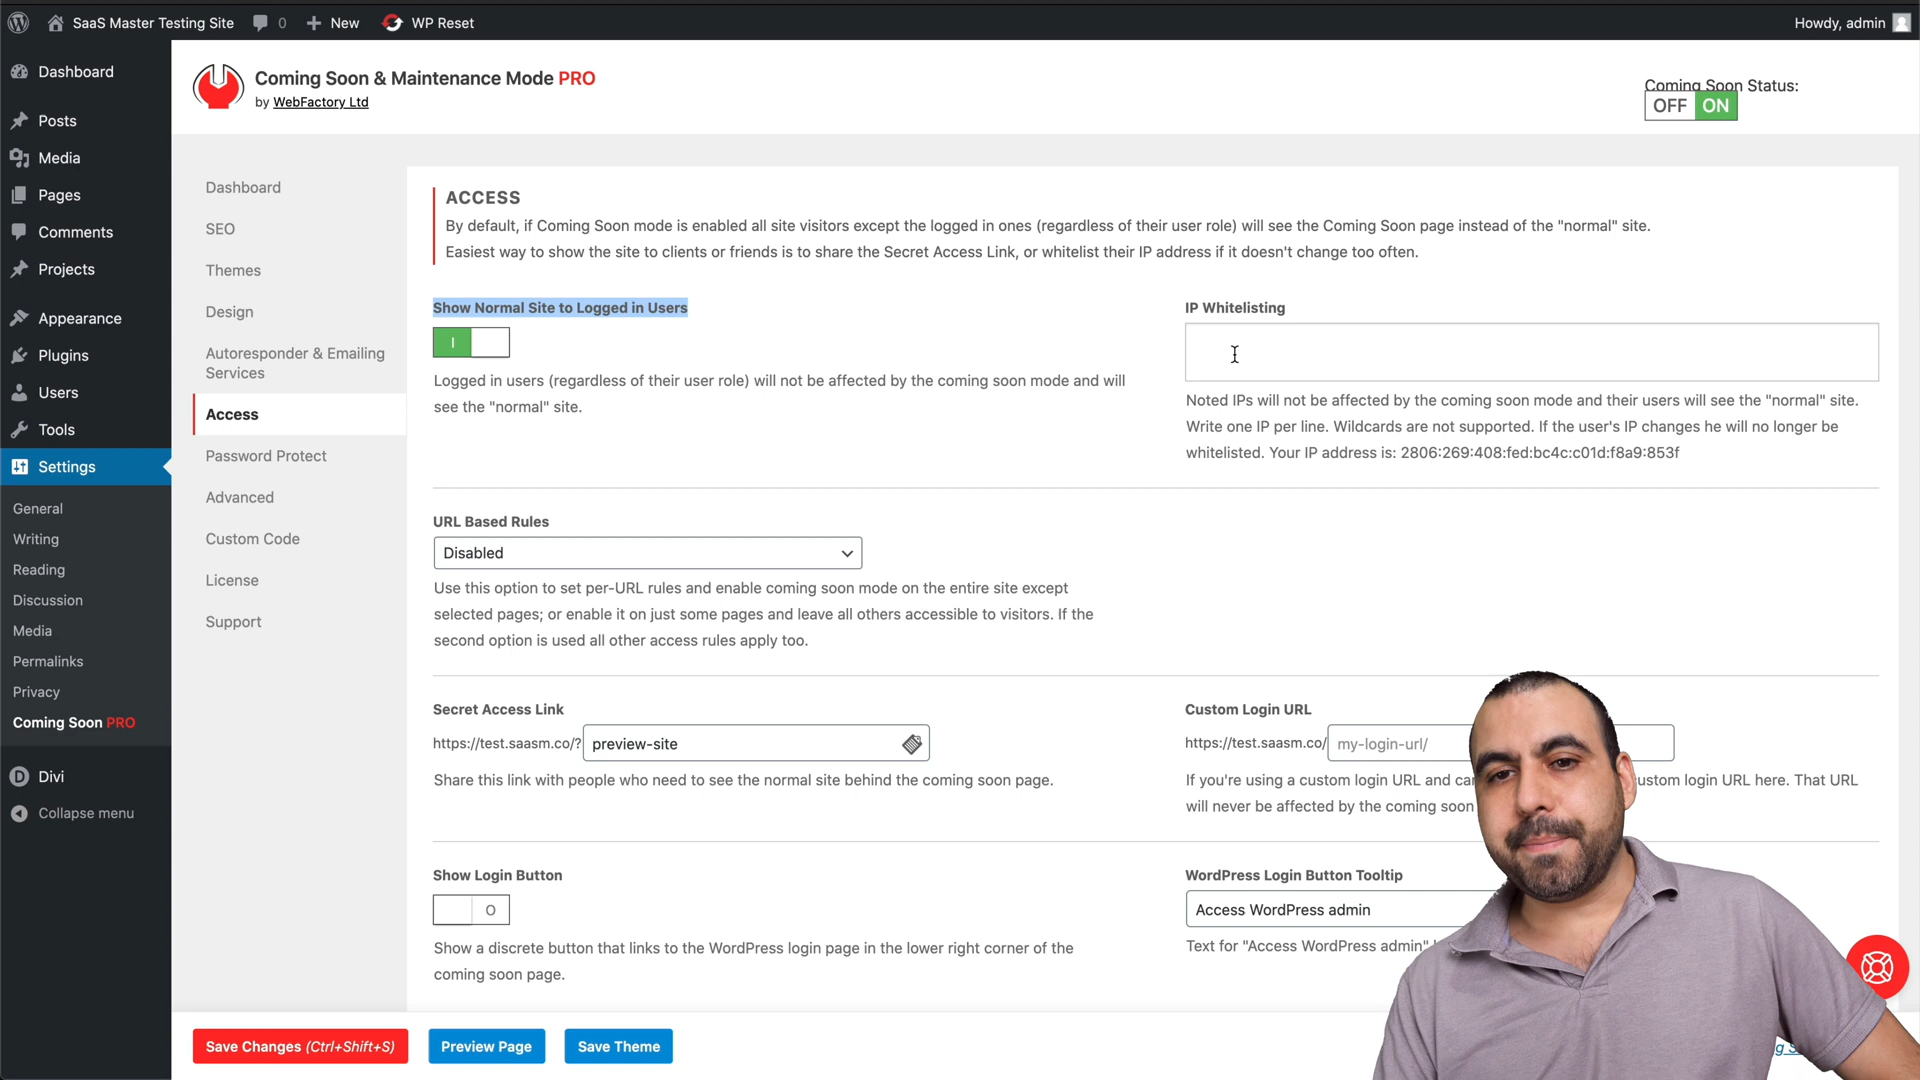 SaaS Master Testing Site
0
New
WP Reset
Howdy, admin
Dashboard
Posts
Media
Pages
Comments
Projects
Appearance
Plugins
Users
Tools
Settings
General
Writing
Reading
Discussion
Media
Permalinks
Privacy
Coming Soon PRO
Divi
Collapse menu
Coming Soon & Maintenance Mode PRO
by WebFactory Ltd
Coming Soon Status:
OFF ON
Dashboard
SEO
Themes
Design
Autoresponder & Emailing
Services
Access
Password Protect
Advanced
Custom Code
License
Support
ACCESS
By default, if Coming Soon mode is enabled all site visitors except the logged in ones (regardless of their user role) will see the Coming Soon page instead of the "normal" site.
Easiest way to show the site to clients or friends is to share the Secret Access Link, or whitelist their IP address if it doesn't change too often.
Show Normal Site to Logged in Users
Logged in users (regardless of their user role) will not be affected by the coming soon mode and will
see the "normal" site.
IP Whitelisting
Noted IPs will not be affected by the coming soon mode and their users will see the "normal" site.
Write one IP per line. Wildcards are not supported. If the user's IP changes he will no longer be
whitelisted. Your IP address is: 2806:269:408:fed:bc4c:c01d:f8a9:853f
URL Based Rules
Disabled
Use this option to set per-URL rules and enable coming soon mode on the entire site except
selected pages; or enable it on just some pages and leave all others accessible to visitors. If the
second option is used all other access rules apply too.
Secret Access Link
https://test.saasm.co/? preview-site
Share this link with people who need to see the normal site behind the coming soon page.
Custom Login URL
https://test.saasm.co/ my-login-url/
If you're using a custom login URL and custom login URL here. That URL
will never be affected by the coming soon
Show Login Button
Show a discrete button that links to the WordPress login page in the lower right corner of the
coming soon page.
WordPress Login Button Tooltip
Access WordPress admin
Text for "Access WordPress admin"
Save Changes (Ctrl+Shift+S)
Preview Page
Save Theme